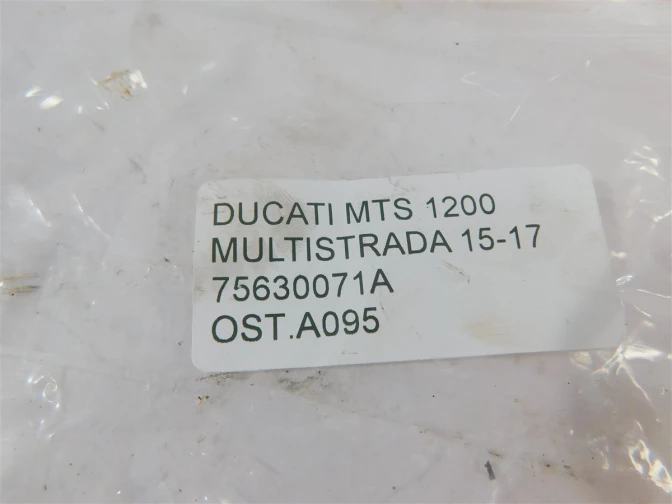 DUCATI MTS 1200
MULTISTRADA 15-17
75630071A
OST.A095